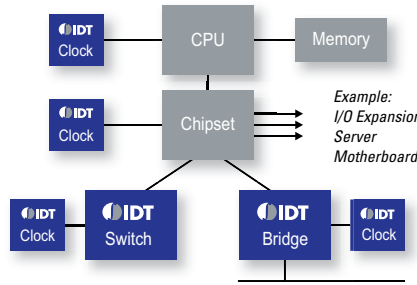 IDT
Clock
CPU
Memory
IDT
Clock
Chipset
Example:
I/O Expansion
Server
Motherboard
IDT
Clock
IDT
Switch
IDT
Bridge
IDT
Clock